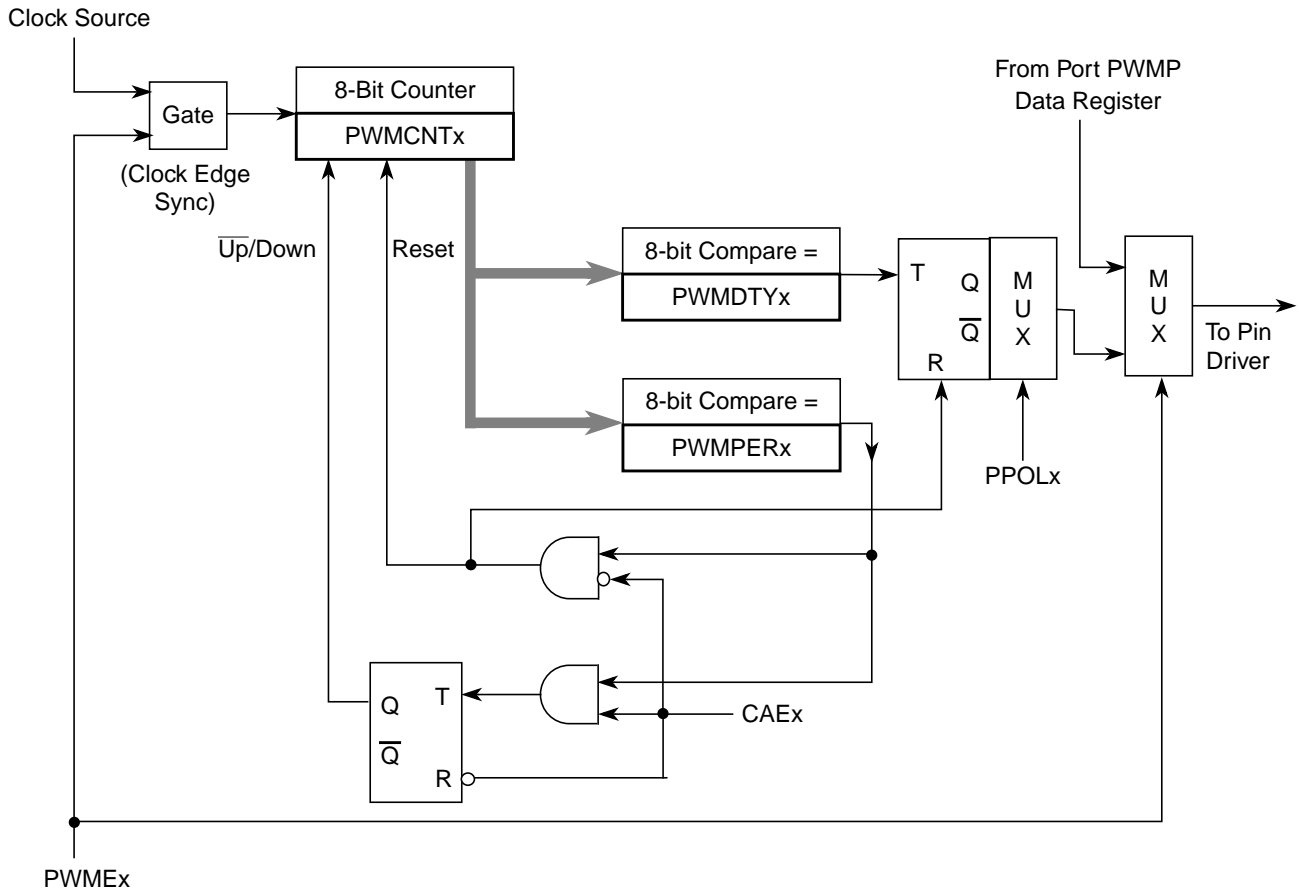 Clock Source
From Port PWMP
Data Register
8-Bit Counter
Gate
PWMCNTx
(Clock Edge
Sync)
U̅p̅/Down
Reset
8-bit Compare =
PWMDTYx
T
Q
Q̅
R
M
U
X
M
U
X
To Pin
Driver
8-bit Compare =
PWMPERx
PPOLx
Q
T
Q̅
R
CAEx
PWMEx